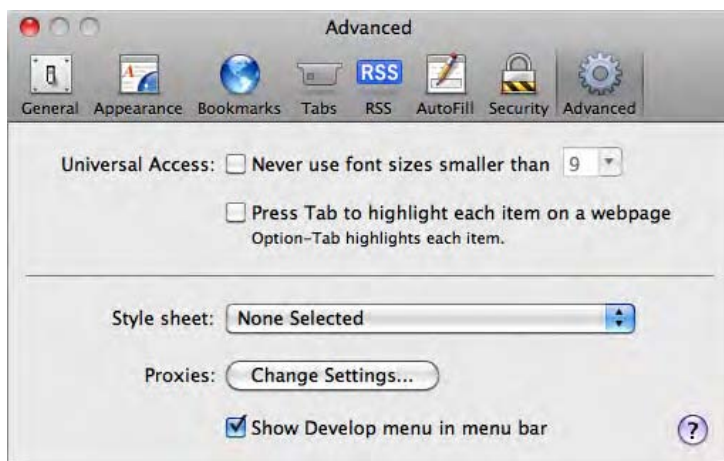 Advanced
RSS
General Appearance Bookmarks Tabs RSS AutoFill Security Advanced
Universal Access: Never use font sizes smaller than 9
Press Tab to highlight each item on a webpage
Option-Tab highlights each item.
Style sheet: None Selected
Proxies: Change Settings...
Show Develop menu in menu bar
?